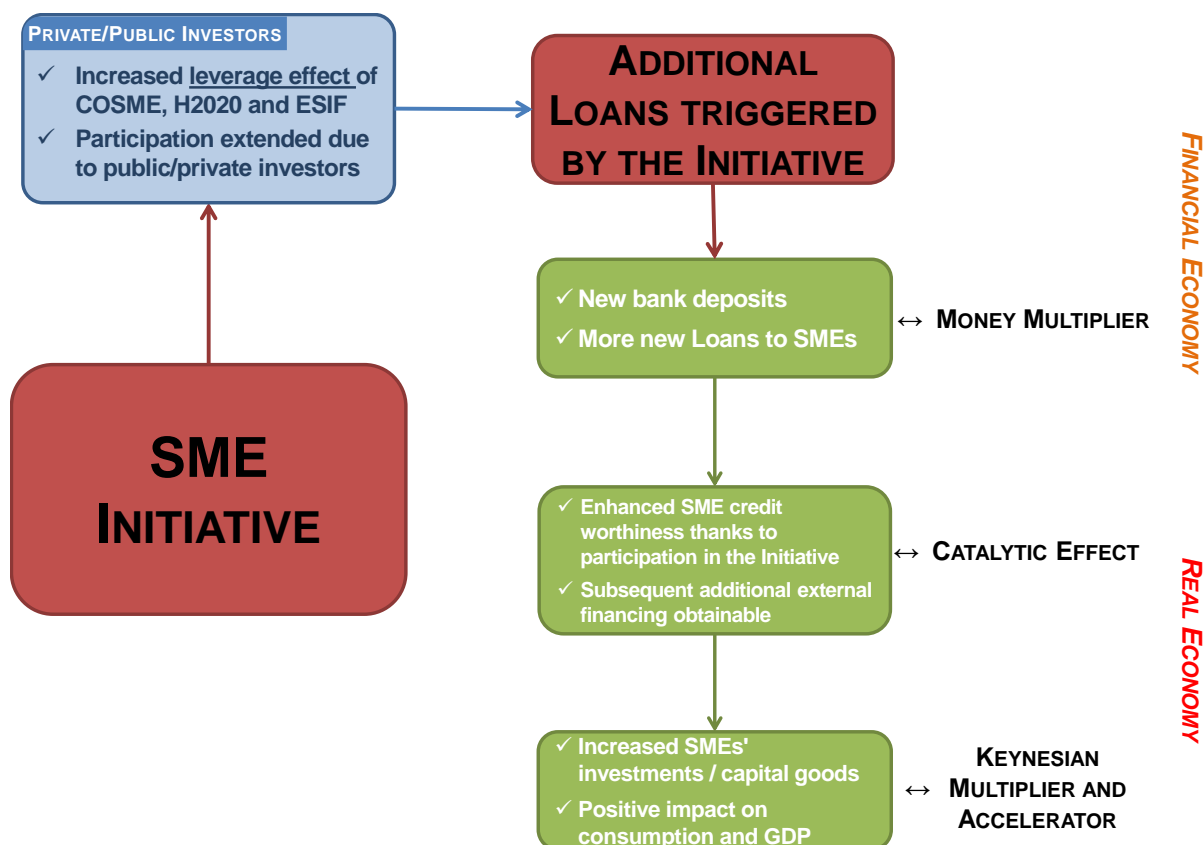 PRIVATE/PUBLIC INVESTORS
✓ Increased leverage effect of
COSME, H2020 and ESIF
✓ Participation extended due
to public/private investors
ADDITIONAL
LOANS TRIGGERED
BY THE INITIATIVE
FINANCIAL ECONOMY
✓ New bank deposits
✓ More new Loans to SMEs
↔ MONEY MULTIPLIER
SME
INITIATIVE
✓ Enhanced SME credit
worthiness thanks to
participation in the Initiative
✓ Subsequent additional external
financing obtainable
↔ CATALYTIC EFFECT
REAL ECONOMY
✓ Increased SMEs'
investments / capital goods
✓ Positive impact on
consumption and GDP
KEYNESIAN
↔ MULTIPLIER AND
ACCELERATOR